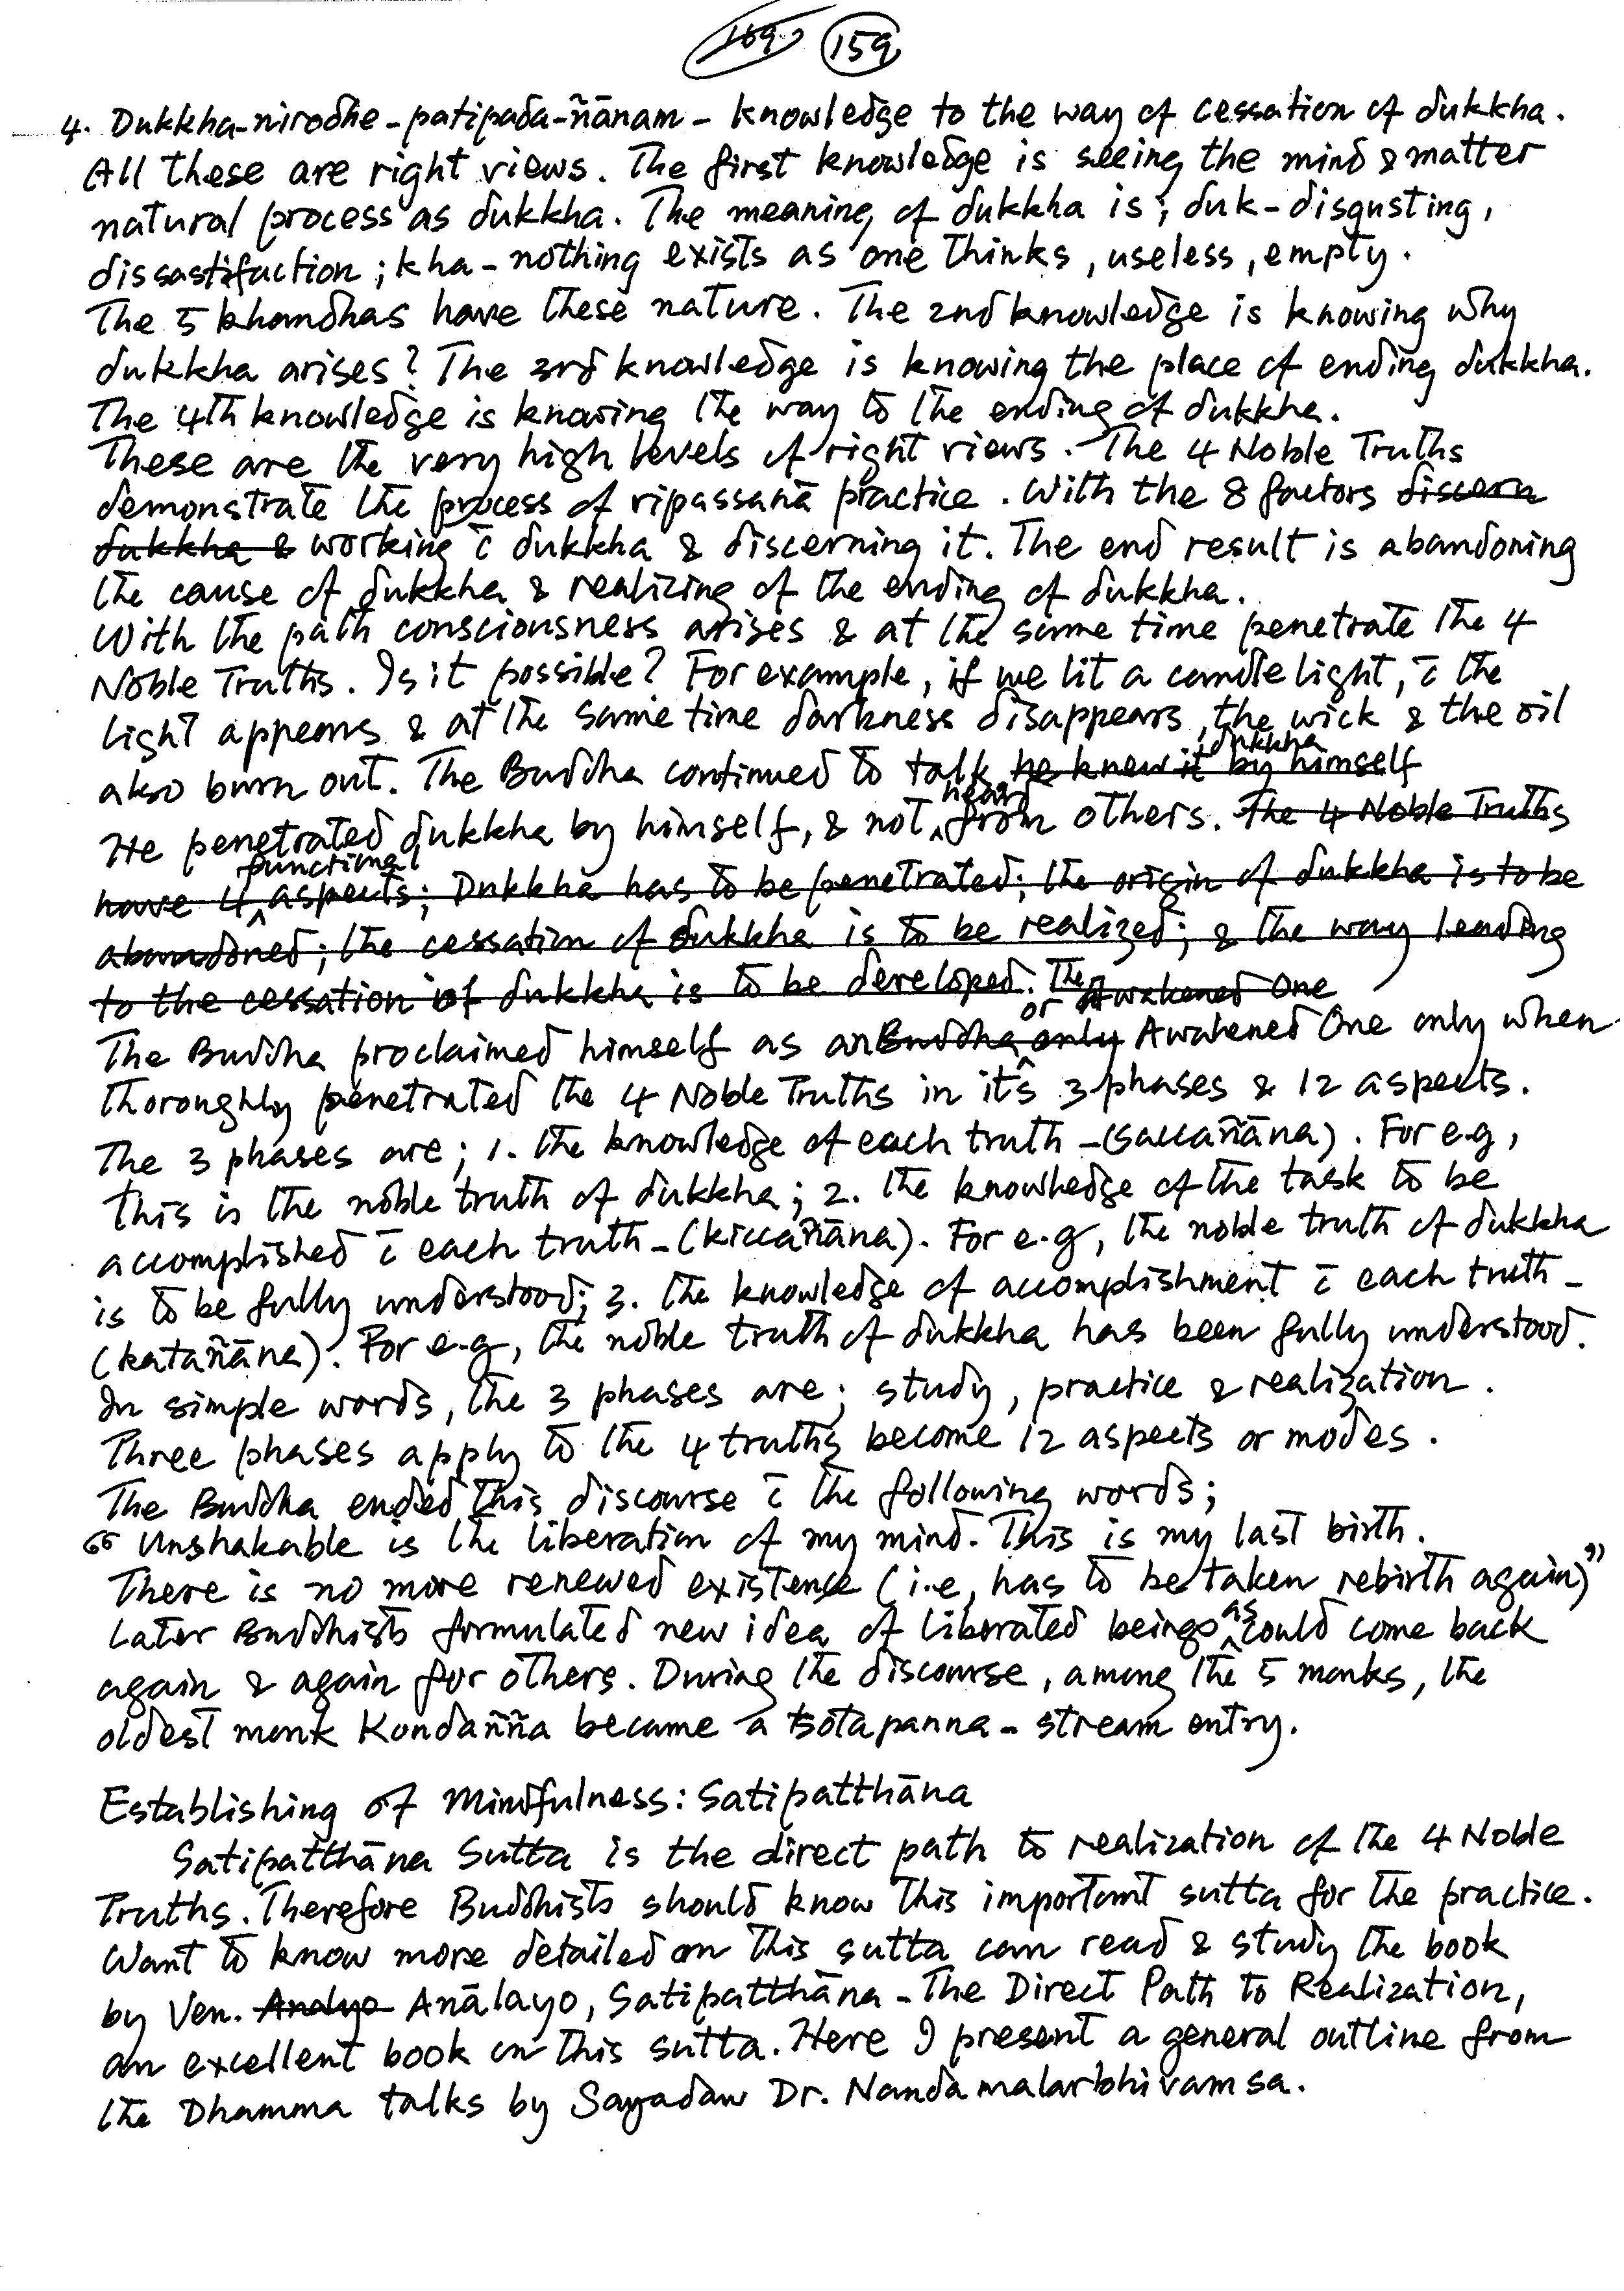 169 159
4. Dukkha-nirodhe-patipada-ñānam - knowledge to the way of cessation of dukkha.
All these are right views. The first knowledge is seeing the mind & matter
natural process as dukkha. The meaning of dukkha is; duk-disgusting,
dissastifaction; kha-nothing exists as one thinks, useless, empty.
The 5 khandhas have these nature. The 2nd knowledge is knowing why
dukkha arises? The 3rd knowledge is knowing the place of ending dukkha.
The 4th knowledge is knowing the way to the ending of dukkha.
These are the very high levels of right views. The 4 Noble Truths
demonstrate the process of vipassanā practice. With the 8 factors discern
dukkha & working c̄ dukkha & discerning it. The end result is abandoning
the cause of dukkha & realizing of the ending of dukkha.
With the path consciousness arises & at the same time penetrate the 4
Noble Truths. Is it possible? For example, if we lit a candle light, c̄ the
light appears & at the same time darkness disappears, the wick & the oil
also burn out. The Buddha continued to talk he knew it dukkha by himself
He penetrated dukkha by himself, & not heard from others. The 4 Noble Truths
have 4 functional aspects; Dukkha has to be penetrated; the origin of dukkha is to be
abandoned; the cessation of dukkha is to be realized; & the way leading
to the cessation of dukkha is to be developed. The Awakened One
The Buddha proclaimed himself as an Buddha or only Awakened One only when
thoroughly penetrated the 4 Noble Truths in its 3 phases & 12 aspects.
The 3 phases are; 1. the knowledge of each truth -(saccañāna). For e.g,
this is the noble truth of dukkha; 2. the knowledge of the task to be
accomplished c̄ each truth-(kiccañāna). For e.g, the noble truth of dukkha
is to be fully understood; 3. the knowledge of accomplishment c̄ each truth-
(katañāna). For e.g, the noble truth of dukkha has been fully understood.
In simple words, the 3 phases are; study, practice & realization.
Three phases apply to the 4 truths become 12 aspects or modes.
The Buddha ended this discourse c̄ the following words;
"Unshakable is the liberation of my mind. This is my last birth.
There is no more renewed existence (i.e, has to be taken rebirth again)"
Later Buddhists formulated new idea of liberated beings as could come back
again & again for others. During the discourse, among the 5 monks, the
oldest monk Kondañña became a sotapanna - stream entry.
Establishing of Mindfulness: Satipatthāna
Satipatthāna Sutta is the direct path to realization of the 4 Noble
Truths. Therefore Buddhists should know this important sutta for the practice.
Want to know more detailed on this sutta can read & study the book
by Ven. Analyo Anālayo, Satipatthāna - The Direct Path to Realization,
an excellent book on this sutta. Here I present a general outline from
the Dhamma talks by Sayadaw Dr. Nandamalarbhivamsa.